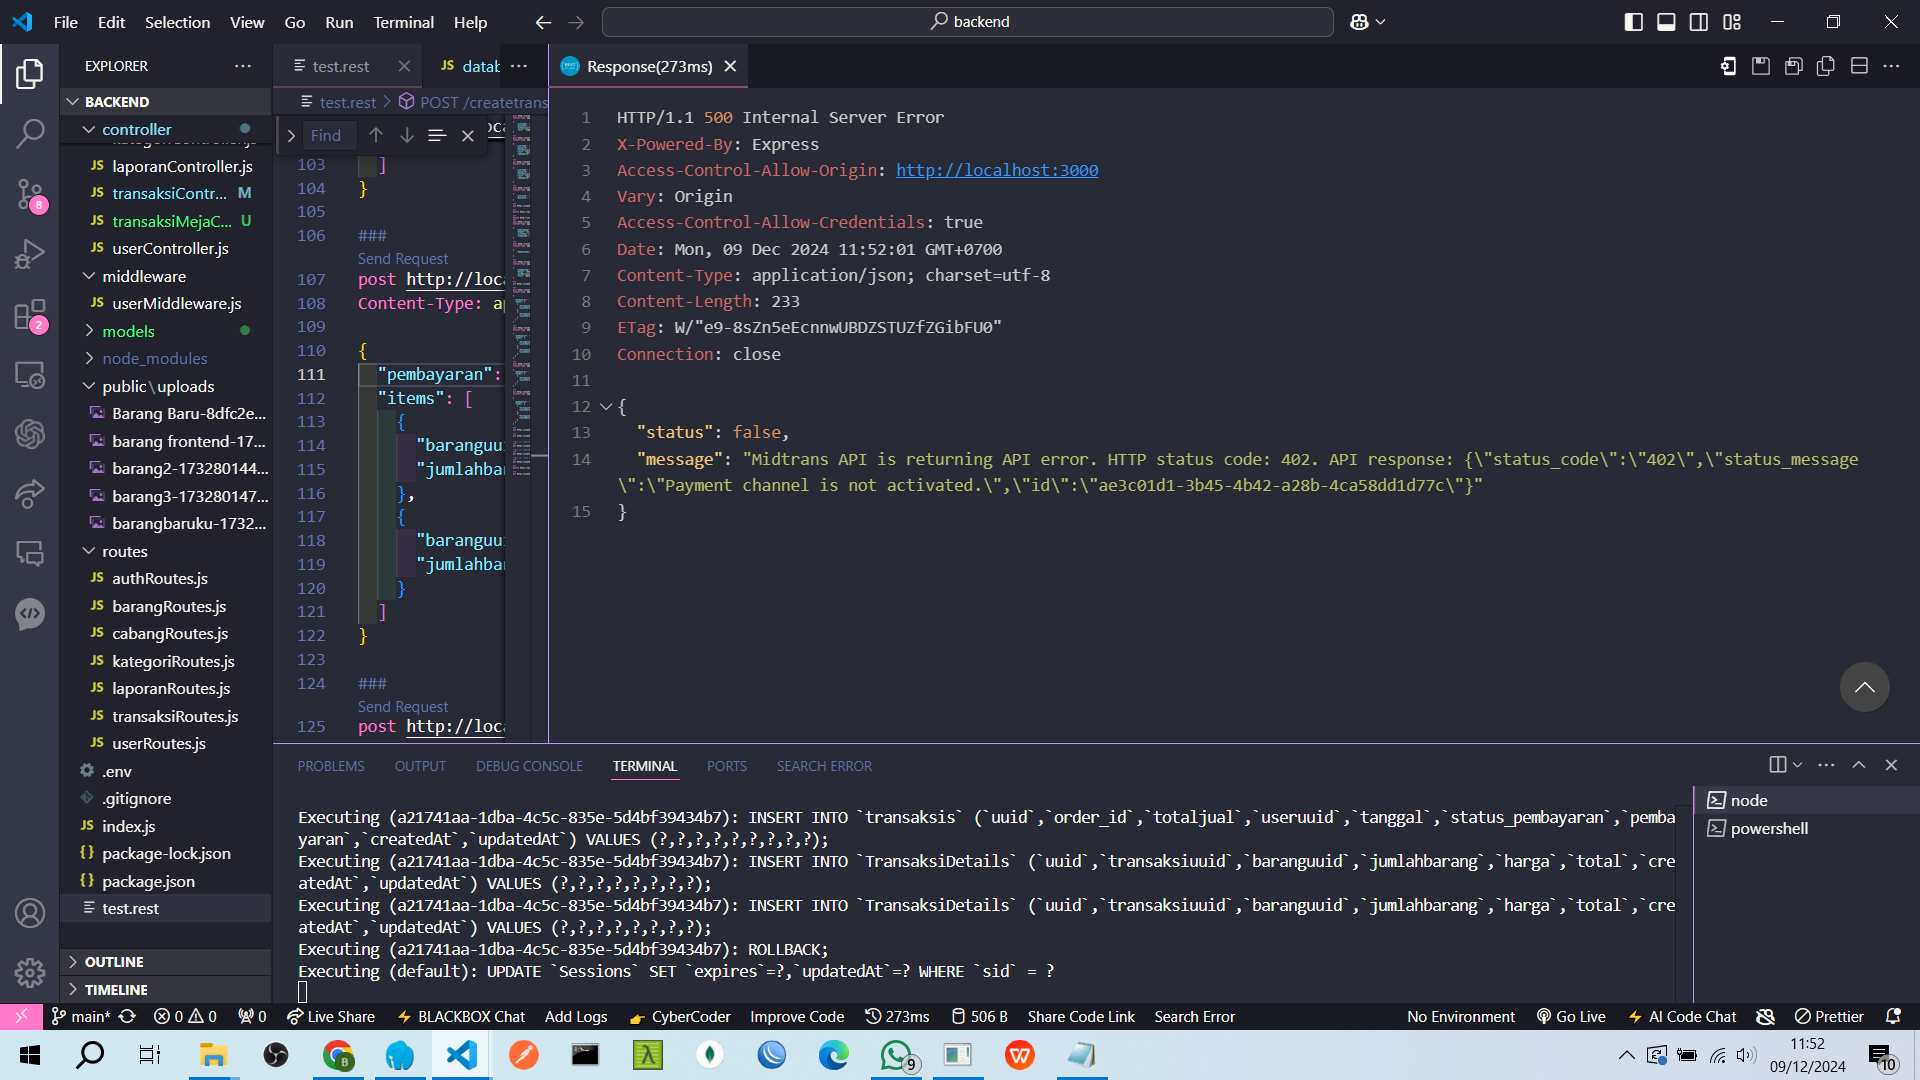 File Edit Selection View Go Run Terminal Help
backend
EXPLORER
BACKEND
controller
laporanController.js
transaksiContr... M
transaksiMejaC... U
userController.js
middleware
userMiddleware.js
models
node_modules
public\uploads
Barang Baru-8dfc2e...
barang frontend-17...
barang2-173280144...
barang3-173280147...
barangbaruku-1732...
routes
authRoutes.js
barangRoutes.js
cabangRoutes.js
kategoriRoutes.js
laporanRoutes.js
transaksiRoutes.js
userRoutes.js
.env
.gitignore
index.js
package-lock.json
package.json
test.rest
OUTLINE
TIMELINE
8
2
test.rest
JS datab
test.rest > POST /createtrans
Find
103 ]
104 }
105
106 ###
Send Request
107 post http://loc
108 Content-Type: a
109
110 {
111 "pembayaran":
112 "items": [
113 {
114 "baranguu
115 "jumlahba
116 },
117 {
118 "baranguu
119 "jumlahba
120 }
121 ]
122 }
123
124 ###
Send Request
125 post http://loc
Response(273ms)
1 HTTP/1.1 500 Internal Server Error
2 X-Powered-By: Express
3 Access-Control-Allow-Origin: http://localhost:3000
4 Vary: Origin
5 Access-Control-Allow-Credentials: true
6 Date: Mon, 09 Dec 2024 11:52:01 GMT+0700
7 Content-Type: application/json; charset=utf-8
8 Content-Length: 233
9 ETag: W/"e9-8sZn5eEcnnwUBDZSTUZfZGibFU0"
10 Connection: close
11
12 {
13 "status": false,
14 "message": "Midtrans API is returning API error. HTTP status code: 402. API response: {\"status_code\":\"402\",\"status_message
\":\"Payment channel is not activated.\",\"id\":\"ae3c01d1-3b45-4b42-a28b-4ca58dd1d77c\"}"
15 }
PROBLEMS OUTPUT DEBUG CONSOLE TERMINAL PORTS SEARCH ERROR
Executing (a21741aa-1dba-4c5c-835e-5d4bf39434b7): INSERT INTO `transaksis` (`uuid`,`order_id`,`totaljual`,`useruuid`,`tanggal`,`status_pembayaran`,`pemba
yaran`,`createdAt`,`updatedAt`) VALUES (?,?,?,?,?,?,?,?,?);
Executing (a21741aa-1dba-4c5c-835e-5d4bf39434b7): INSERT INTO `TransaksiDetails` (`uuid`,`transaksiuuid`,`baranguuid`,`jumlahbarang`,`harga`,`total`,`cre
atedAt`,`updatedAt`) VALUES (?,?,?,?,?,?,?,?);
Executing (a21741aa-1dba-4c5c-835e-5d4bf39434b7): INSERT INTO `TransaksiDetails` (`uuid`,`transaksiuuid`,`baranguuid`,`jumlahbarang`,`harga`,`total`,`cre
atedAt`,`updatedAt`) VALUES (?,?,?,?,?,?,?,?);
Executing (a21741aa-1dba-4c5c-835e-5d4bf39434b7): ROLLBACK;
Executing (default): UPDATE `Sessions` SET `expires`=?,`updatedAt`=? WHERE `sid` = ?
node
powershell
main* 0 0 0 Live Share BLACKBOX Chat Add Logs CyberCoder Improve Code 273ms 506 B Share Code Link Search Error No Environment Go Live AI Code Chat Prettier
9
11:52
09/12/2024
10